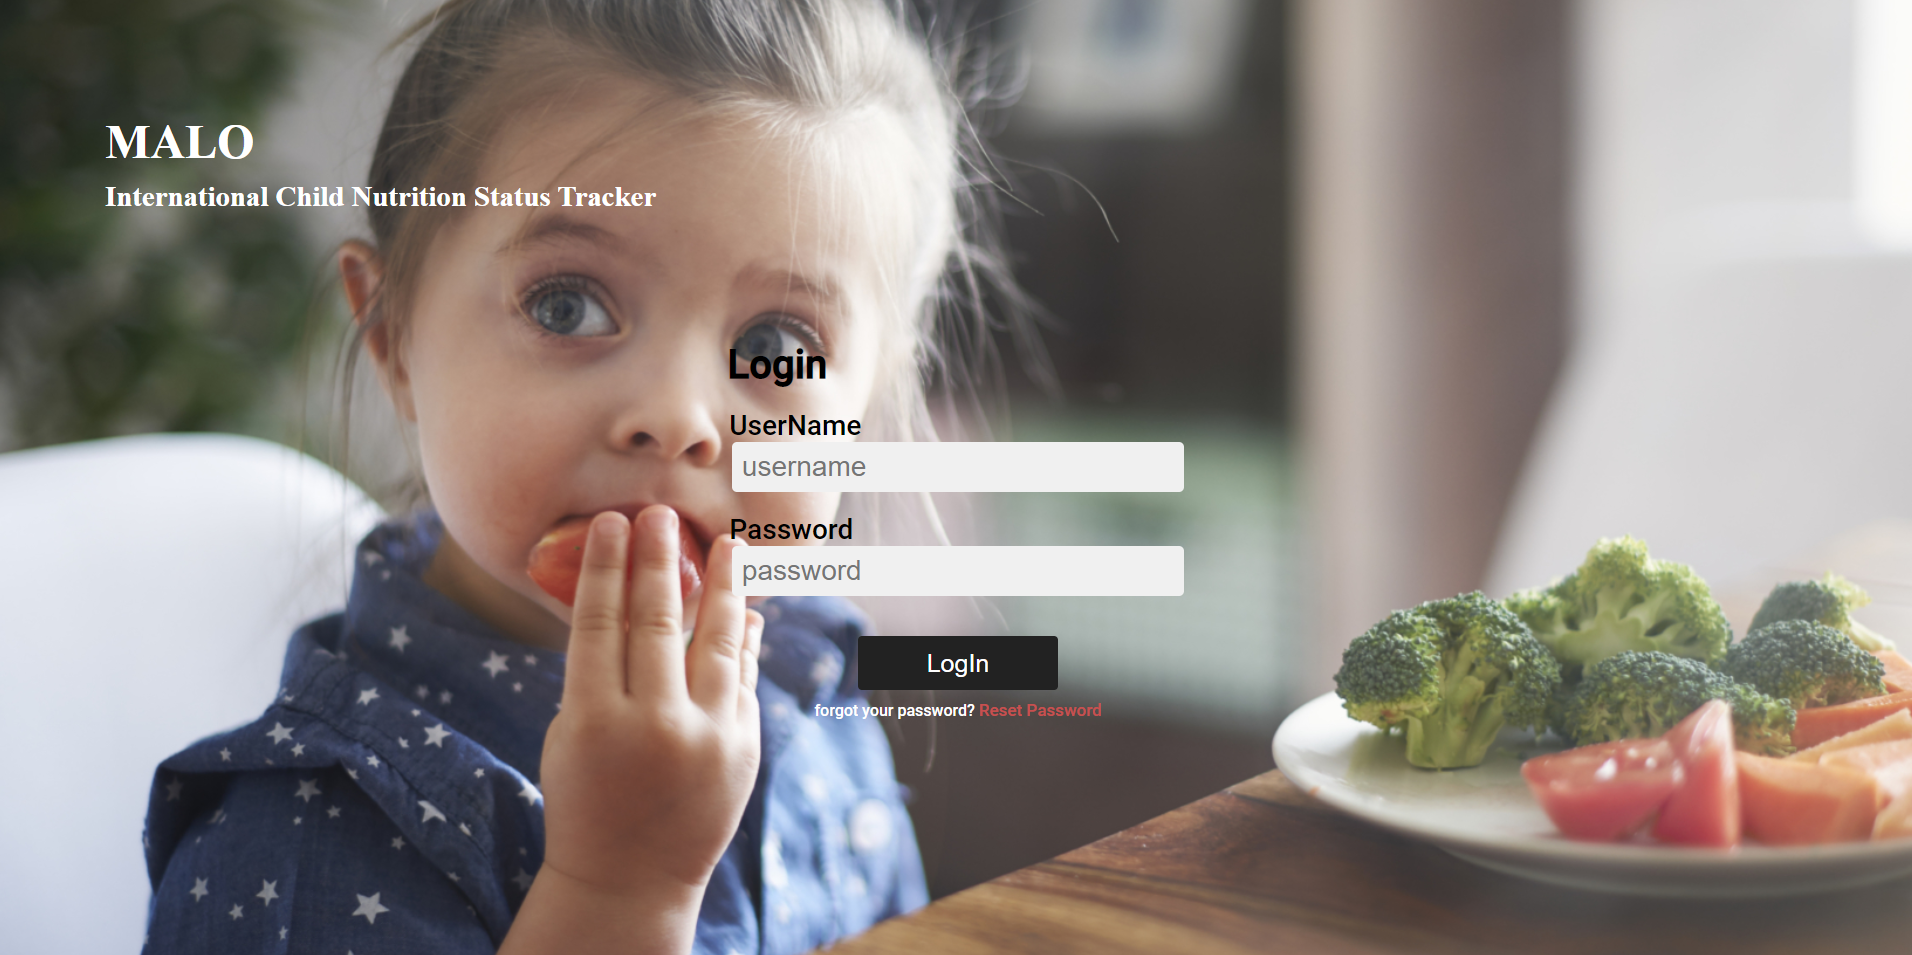 MALO
International Child Nutrition Status Tracker
Login
UserName
username
Password
password
LogIn
forgot your password? Reset Password